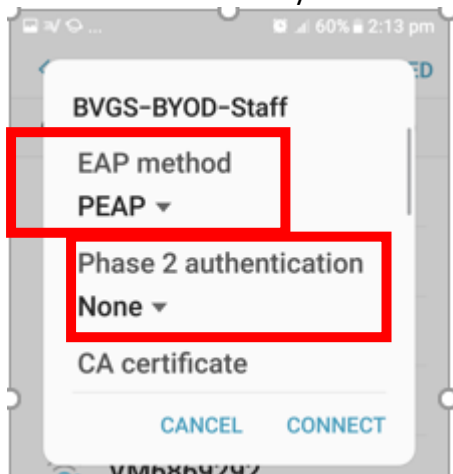 60% 2:13 pm
ED
BVGS-BYOD-Staff
EAP method
PEAP
Phase 2 authentication
None
CA certificate
CANCEL CONNECT
VM6869292